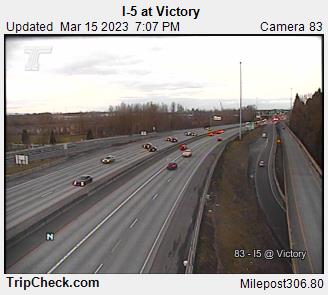 I-5 at Victory
Updated Mar 15 2023 7:07 PM Camera 83
N
83 - I5 @ Victory
TripCheck.com Milepost306.80